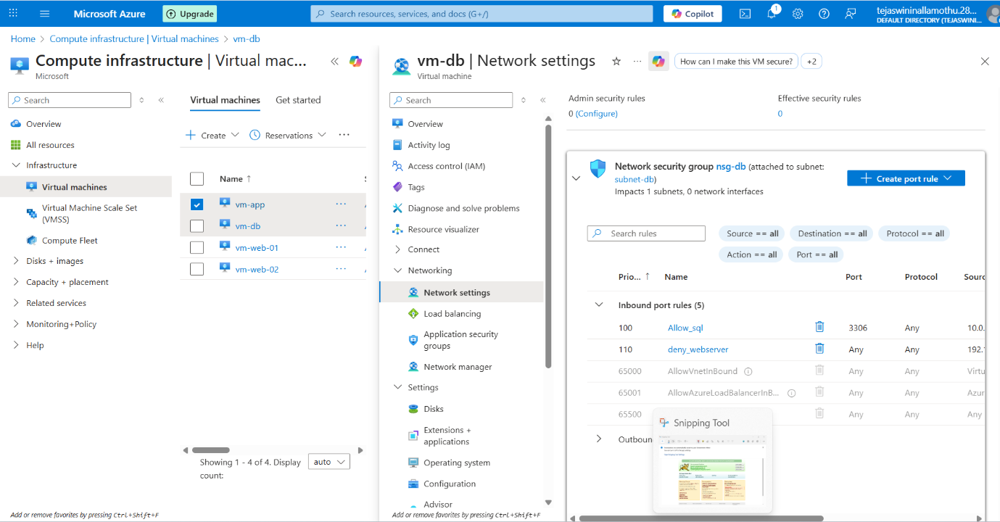 Microsoft Azure
Upgrade
Search resources, services, and docs (G+/)
Copilot
1
tejaswininallamothu.28...
DEFAULT DIRECTORY (TEJASWINI...
Home > Compute infrastructure | Virtual machines > vm-db
Compute infrastructure | Virtual mac...
Microsoft
Search
Overview
All resources
Infrastructure
Virtual machines
Virtual Machine Scale Set
(VMSS)
Compute Fleet
Disks + images
Capacity + placement
Related services
Monitoring+Policy
Help
Add or remove favorites by pressing Ctrl+Shift+F
Virtual machines Get started
Create Reservations ...
Name ↑
vm-app ...
vm-db ...
vm-web-01 ...
vm-web-02 ...
Showing 1 - 4 of 4. Display
count:
auto
vm-db | Network settings
Virtual machine
How can I make this VM secure?
+2
Search
Overview
Activity log
Access control (IAM)
Tags
Diagnose and solve problems
Resource visualizer
Connect
Networking
Network settings
Load balancing
Application security
groups
Network manager
Settings
Disks
Extensions +
applications
Operating system
Configuration
Advisor
Add or remove favorites by pressing Ctrl+Shift+F
Admin security rules Effective security rules
0 (Configure) 0
Network security group nsg-db (attached to subnet:
subnet-db)
Impacts 1 subnets, 0 network interfaces
Create port rule
Search rules
Source == all Destination == all Protocol == all
Action == all Port == all
Prio... ↑ Name Port Protocol Sourc
Inbound port rules (5)
100 Allow_sql 3306 Any 10.0.
110 deny_webserver Any Any 192.
65000 AllowVnetInBound Any Any Virtu
65001 AllowAzureLoadBalancerInB... Any Any Azur
65500 Any Any Any
Outboun
Snipping Tool